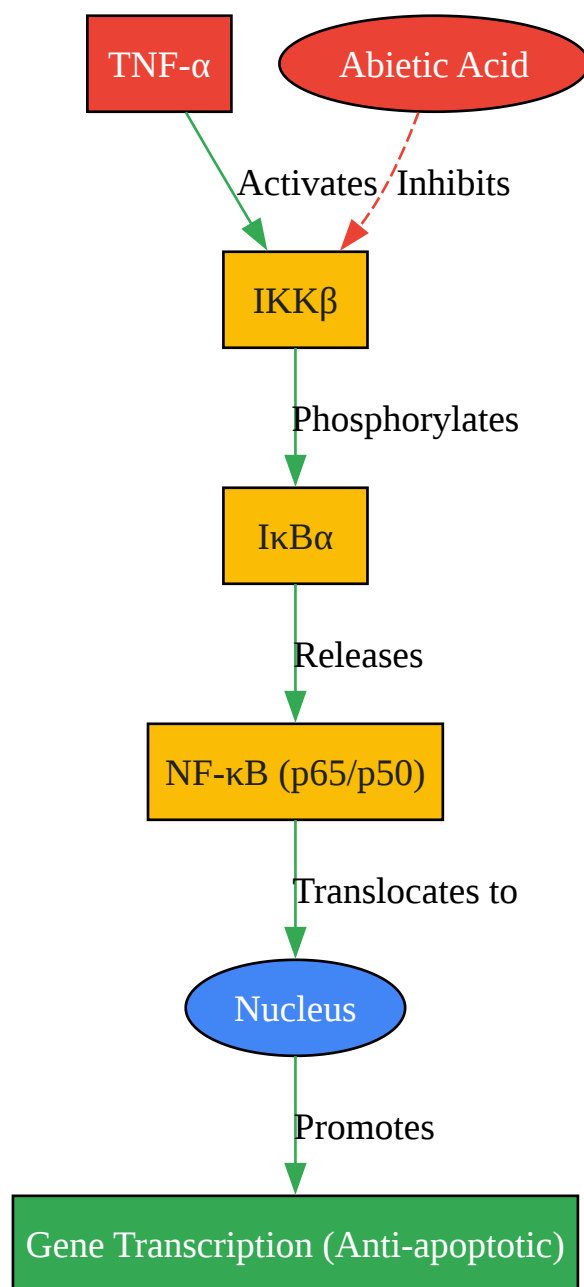 TNF-α
Abietic Acid
Activates
Inhibits
IKKβ
Phosphorylates
IκBα
Releases
NF-κB (p65/p50)
Translocates to
Nucleus
Promotes
Gene Transcription (Anti-apoptotic)